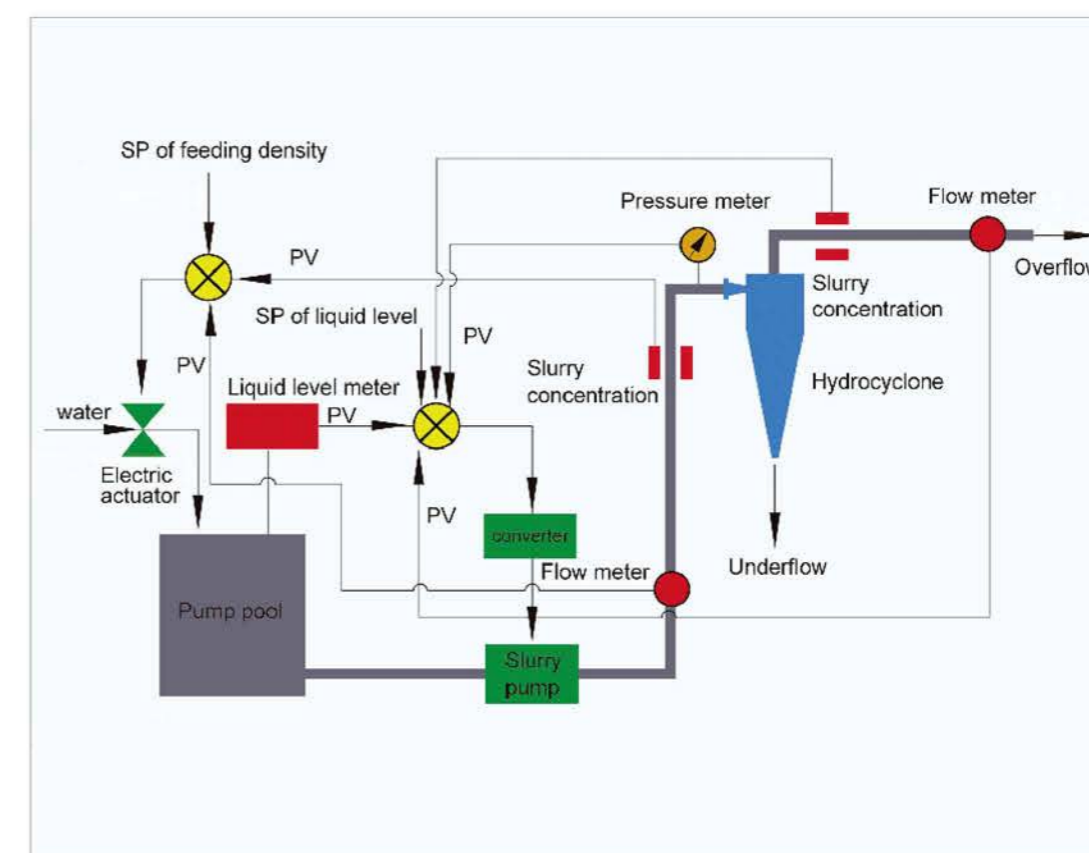 SP of feeding density
Pressure meter
Flow meter
PV
Overflow
Slurry
concentration
SP of liquid level
PV
PV
Slurry
concentration
Liquid level meter
PV
Hydrocyclone
water
Electric
actuator
PV
converter
Flow meter
Underflow
Pump pool
Slurry
pump